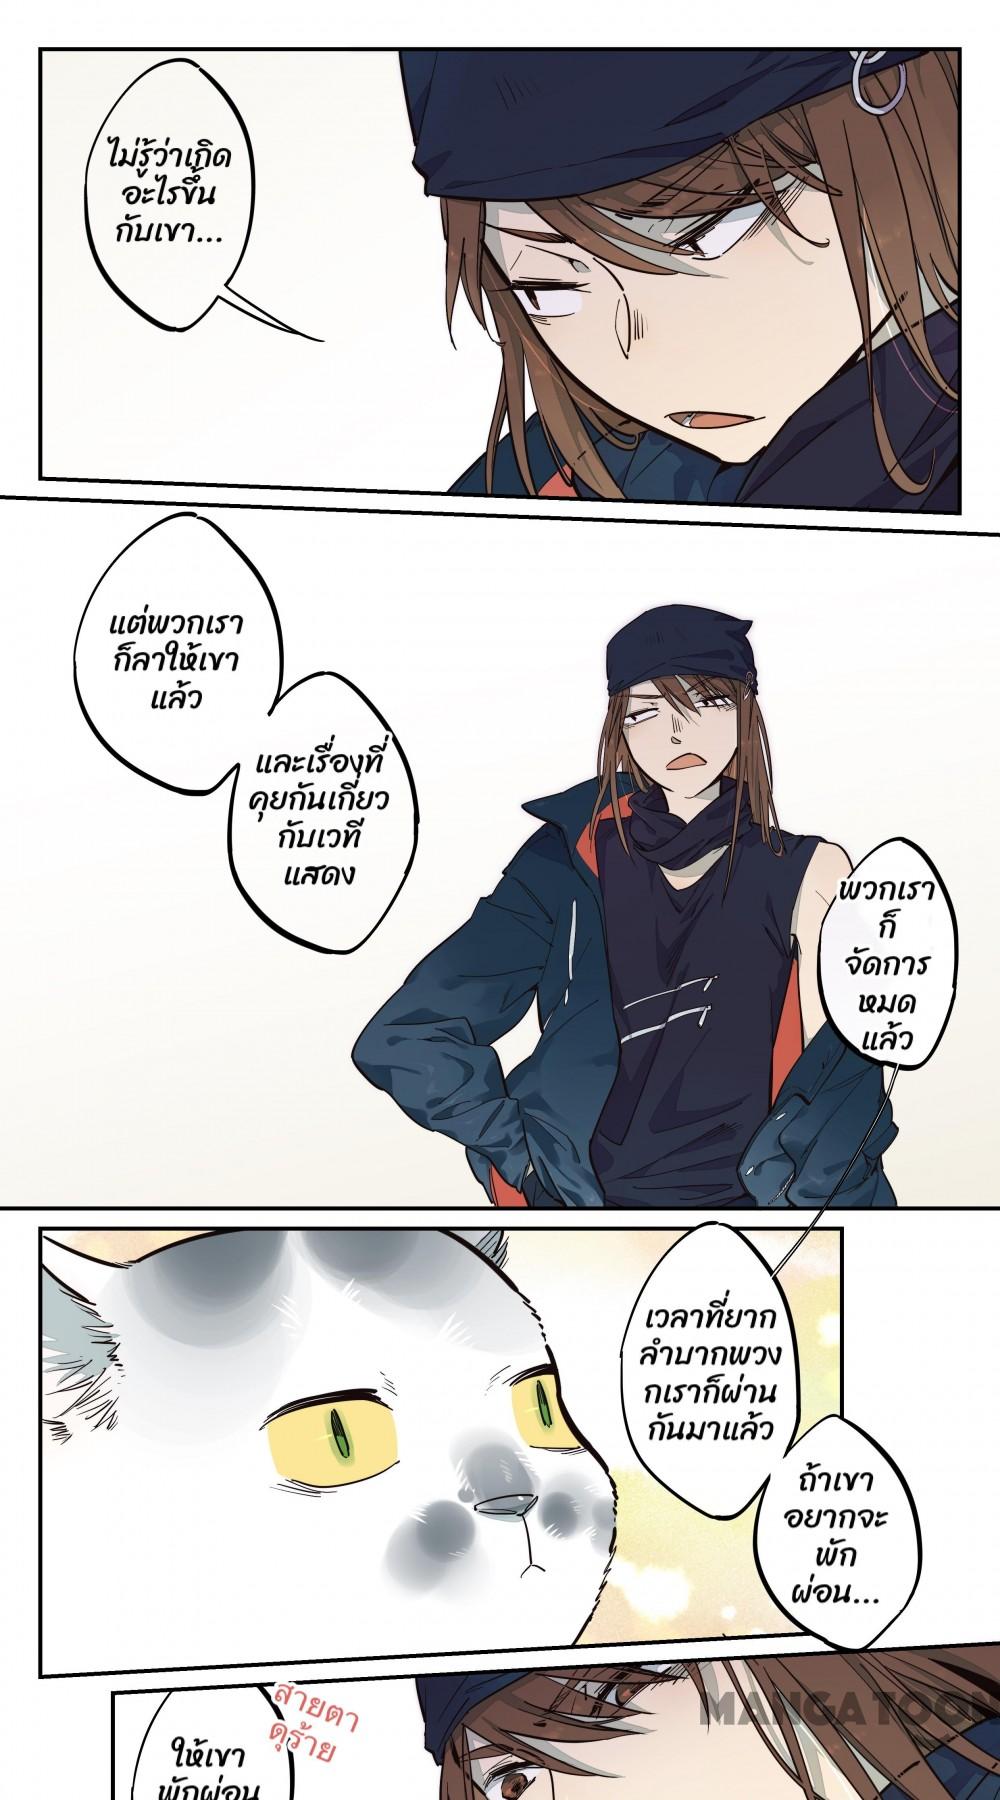 ไม่รู้ว่าเกิด
อะไรขึ้น
กับเขา...
แต่พวกเรา
ก็ลาให้เขา
แล้ว
และเรื่องที่
คุยกันเกี่ยว
กับเวที
แสดง
พวกเรา
ก็
จัดการ
หมด
แล้ว
เวลาที่ยาก
ลำบากพวง
กเราก็ผ่าน
กันมาแล้ว
ถ้าเขา
อยากจะ
พัก
ผ่อน...
สายตา
ดุร้าย
MANGATOON
ให้เขา
พักผ่อน